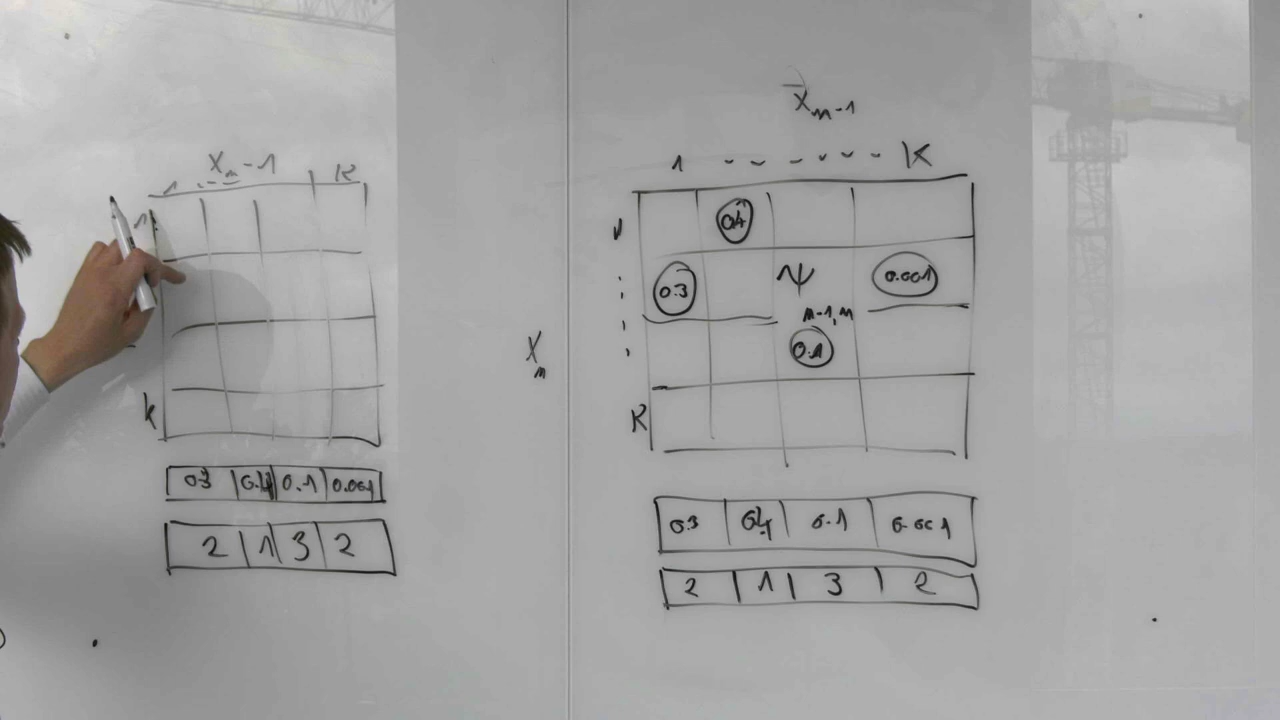 X_m-1
1 ---- K
1
k
0.3 | 0.4 | 0.1 | 0.001
2 | 1 | 3 | 2
X_m-1
1 - - - - - - K
0.4
0.3 ψ 0.001
m-1,m
0.1
X_m
K
0.3 | 0.4 | 0.1 | 0.001
2 | 1 | 3 | 2